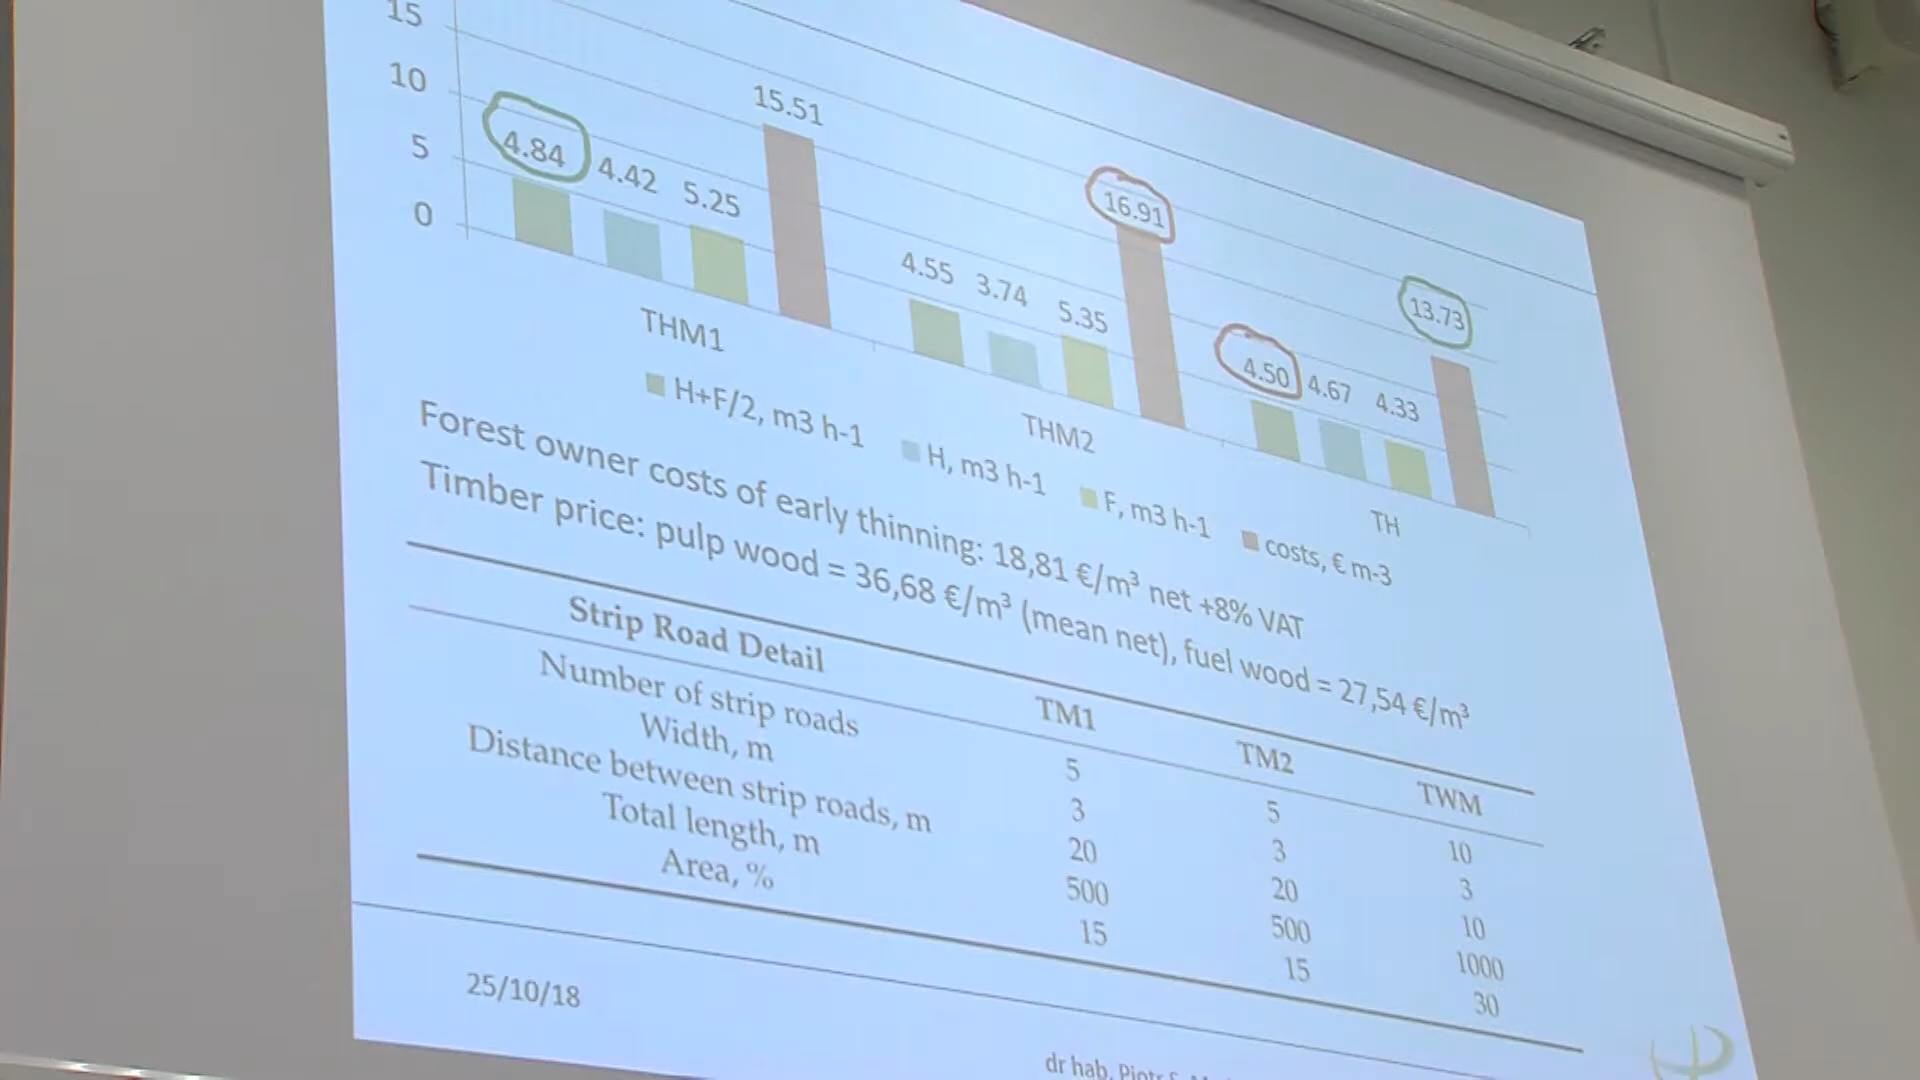 15
10
5
0
4.84 4.42 5.25 15.51
4.55 3.74 5.35 16.91
4.50 4.67 4.33 13.73
THM1 THM2 TH
H+F/2, m3 h-1 H, m3 h-1 F, m3 h-1 costs, € m-3
Forest owner costs of early thinning: 18,81 €/m³ net +8% VAT
Timber price: pulp wood = 36,68 €/m³ (mean net), fuel wood = 27,54 €/m³
Strip Road Detail TM1 TM2 TWM
Number of strip roads 5 5 10
Width, m 3 3 3
Distance between strip roads, m 20 20 10
Total length, m 500 500 1000
Area, % 15 15 30
25/10/18
dr hab. Piotr